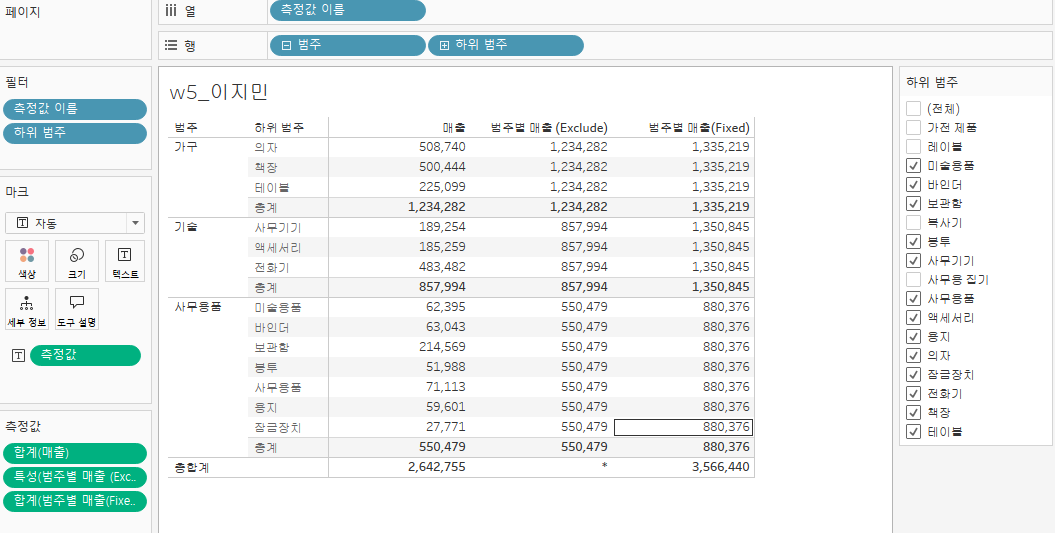 페이지
열
측정값 이름
행
범주
하위 범주
필터
측정값 이름
하위 범주
마크
자동
색상
크기
텍스트
세부 정보
도구 설명
측정값
측정값
합계(매출)
특성(범주별 매출 (Exc..
합계(범주별 매출(Fixe..
w5_이지민
범주 하위 범주 매출 범주별 매출 (Exclude) 범주별 매출(Fixed)
가구 의자 508,740 1,234,282 1,335,219
책장 500,444 1,234,282 1,335,219
테이블 225,099 1,234,282 1,335,219
총계 1,234,282 1,234,282 1,335,219
기술 사무기기 189,254 857,994 1,350,845
액세서리 185,259 857,994 1,350,845
전화기 483,482 857,994 1,350,845
총계 857,994 857,994 1,350,845
사무용품 미술용품 62,395 550,479 880,376
바인더 63,043 550,479 880,376
보관함 214,569 550,479 880,376
봉투 51,988 550,479 880,376
사무용품 71,113 550,479 880,376
용지 59,601 550,479 880,376
잠금장치 27,771 550,479 880,376
총계 550,479 550,479 880,376
총합계 2,642,755 * 3,566,440
하위 범주
(전체)
가전 제품
레이블
미술용품
바인더
보관함
복사기
봉투
사무기기
사무용 집기
사무용품
액세서리
용지
의자
잠금장치
전화기
책장
테이블